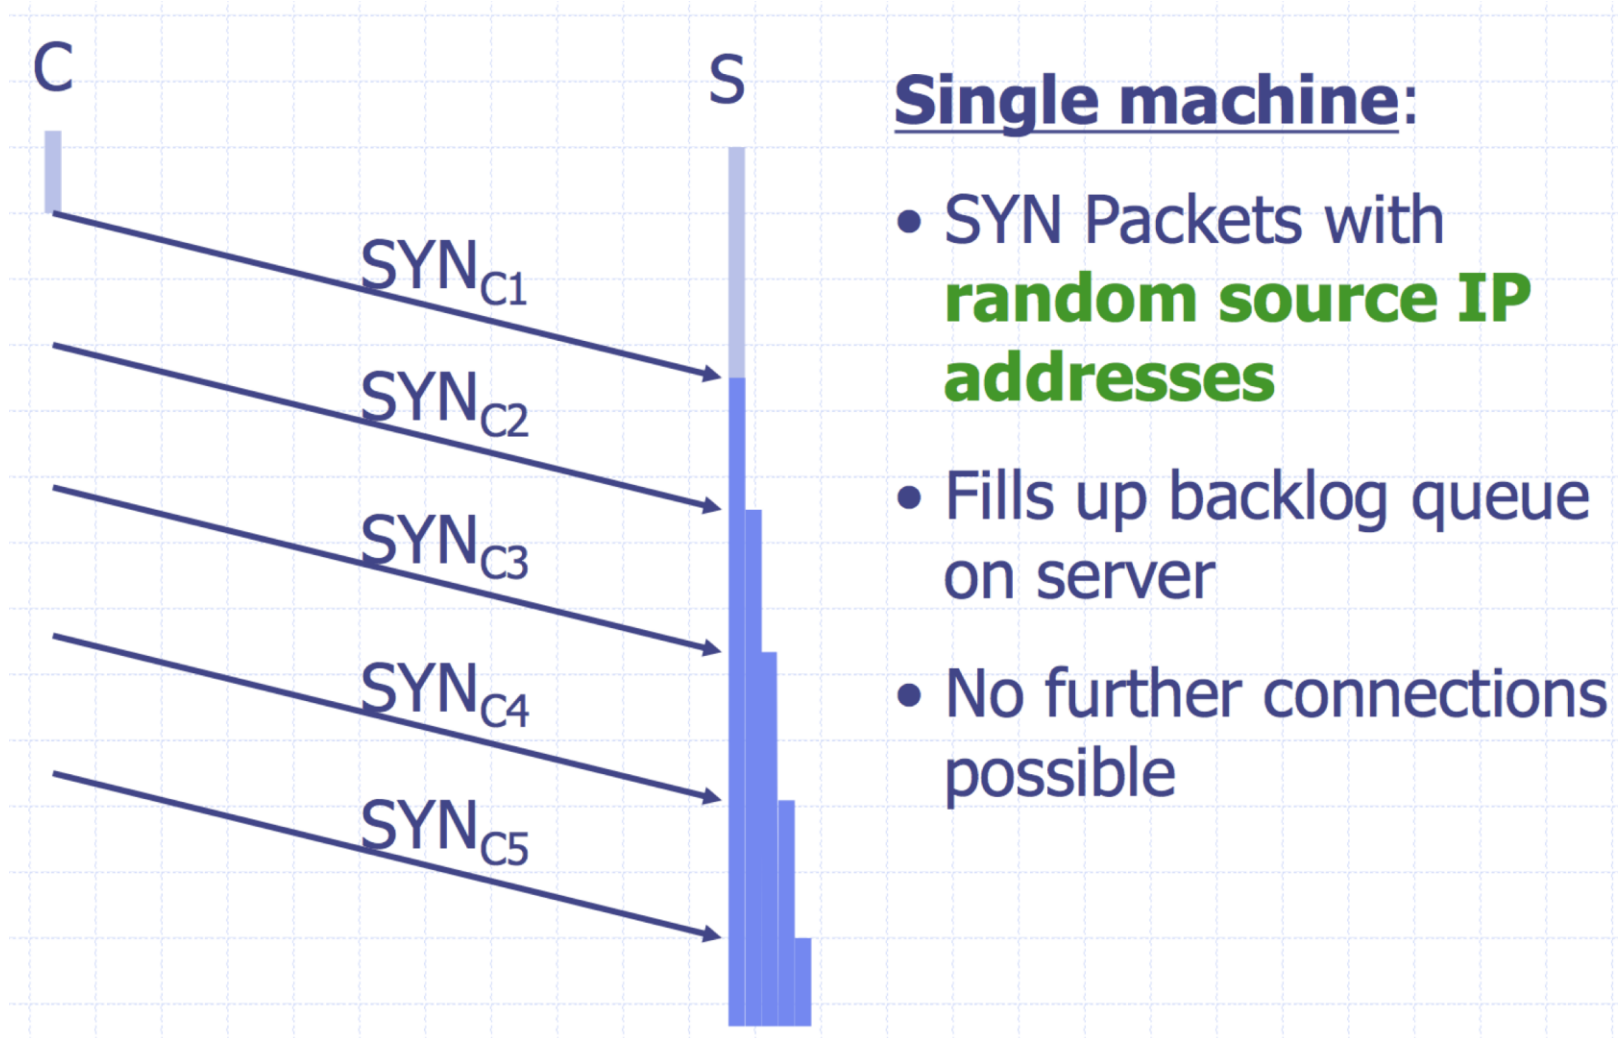 C
S
SYNC1
SYNC2
SYNC3
SYNC4
SYNC5
Single machine:
• SYN Packets with
random source IP
addresses
• Fills up backlog queue
on server
• No further connections
possible